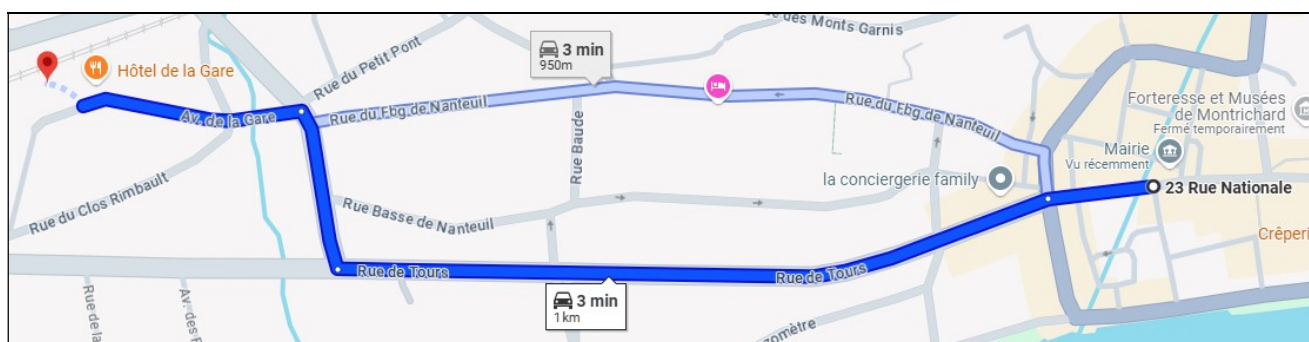 ue des Monts Garnis
3 min
950m
Hôtel de la Gare
Rue du Petit Pont
Rue du Fbg de Nanteuil
Rue du Fbg de Nanteuil
Forteresse et Musées
de Montrichard
Fermé temporairement
Av. de la Gare
Rue Baude
Mairie
Vu récemment
la conciergerie family
23 Rue Nationale
Rue du Clos Rimbault
Rue Basse de Nanteuil
Crêperi
Rue de Tours
Rue de Tours
3 min
1 km
Rue de la
Av. des
zomètre